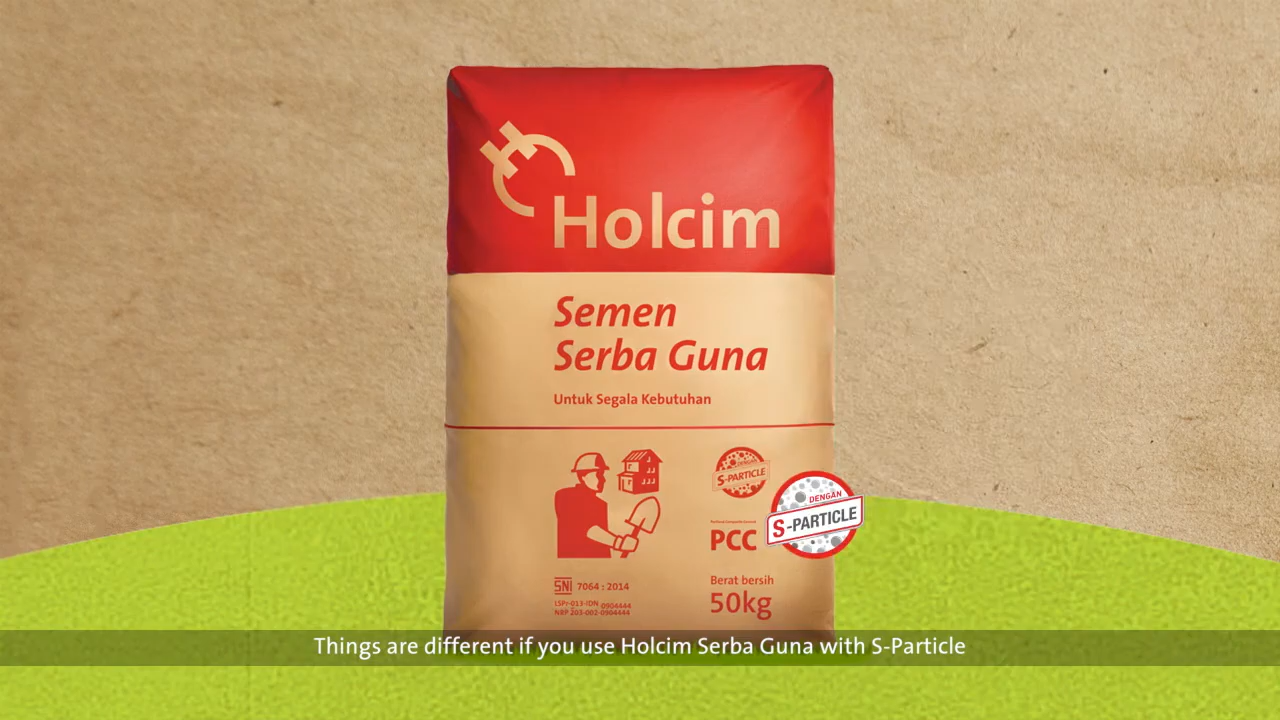 Holcim
Semen
Serba Guna
Untuk Segala Kebutuhan
DENGAN
S-PARTICLE
DENGAN
S-PARTICLE
PCC
SNI 7064 : 2014
Berat bersih
50kg
Things are different if you use Holcim Serba Guna with S-Particle